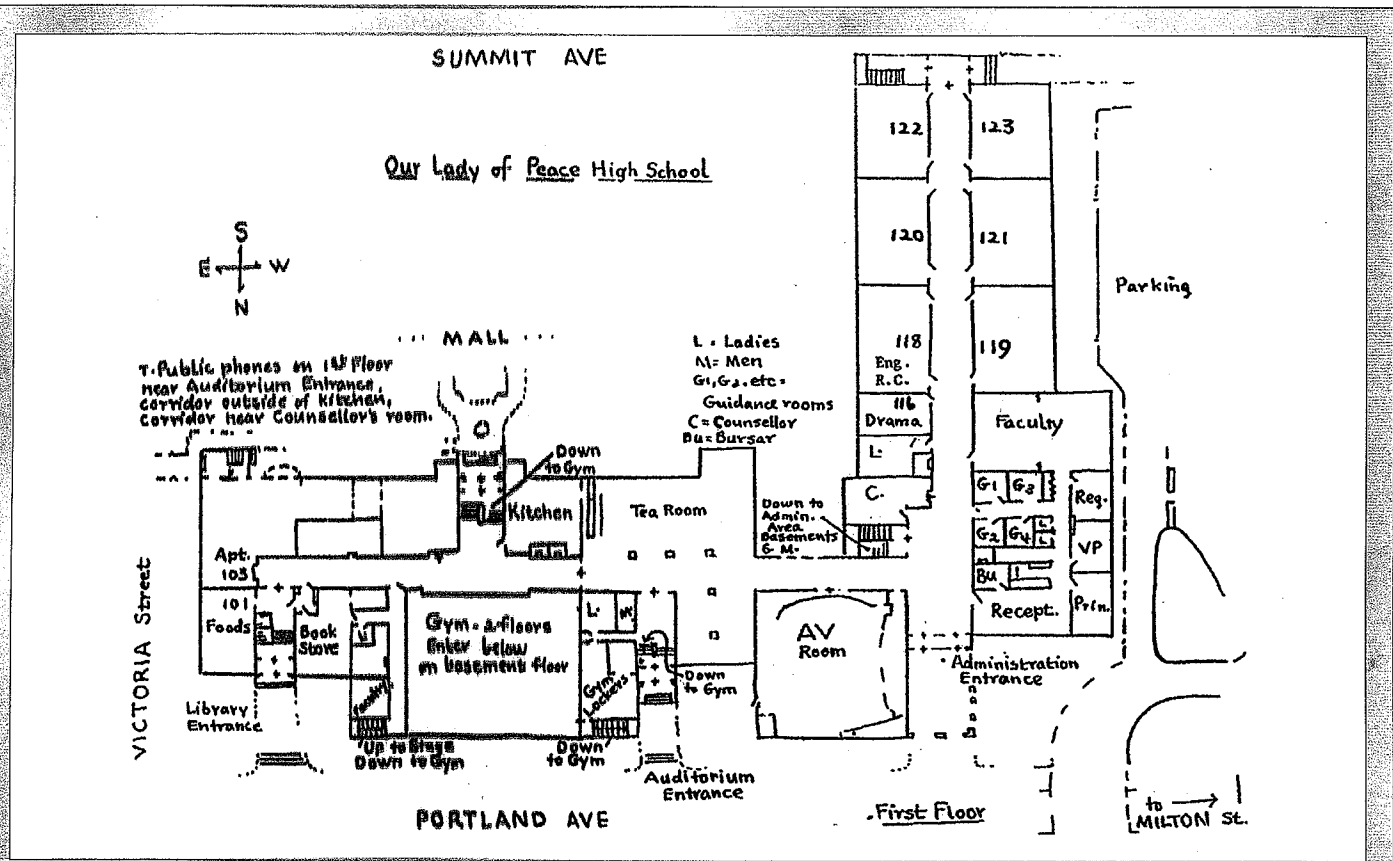 SUMMIT AVE
Our Lady of Peace High School
S
E W
N
MALL
T. Public phones on 1st Floor
near Auditorium Entrance,
corridor outside of Kitchen,
corridor near Counsellor's room.
L = Ladies
M = Men
G1, G2, etc =
Guidance rooms
C = Counsellor
Bu = Bursar
122
123
120
121
118
Eng.
R.C.
119
116
Drama
Faculty
L.
C.
G1
G3
G2
G4
L
L
Bu
Reg.
VP
Prin.
Recept.
Parking
Down
to Gym
Kitchen
Tea Room
Down to
Admin.
Area
Basements
G M.
Apt.
103
101
Foods
Book
Store
Faculty
Gym - 2 floors
Enter below
on basement floor
L.
M.
Gym
Lockers
Down
to Gym
AV
Room
Administration
Entrance
VICTORIA Street
Library
Entrance
Up to Stage
Down to Gym
Down
to Gym
Auditorium
Entrance
PORTLAND AVE
First Floor
to
MILTON St.